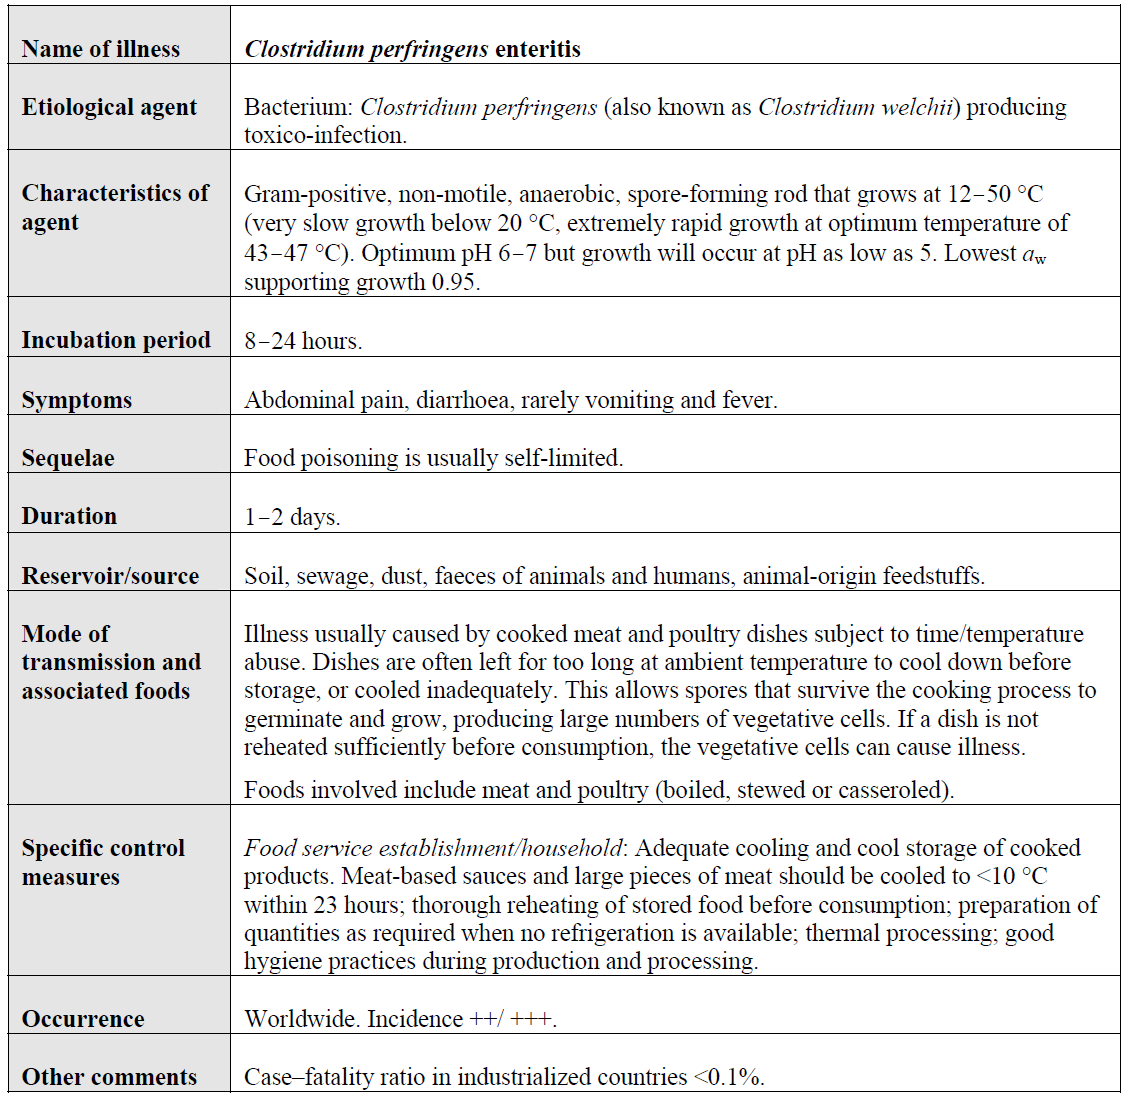 Name of illness
Clostridium perfringens enteritis
Etiological agent
Bacterium: Clostridium perfringens (also known as Clostridium welchii) producing
toxico-infection.
Characteristics of
agent
Gram-positive, non-motile, anaerobic, spore-forming rod that grows at 12–50 °C
(very slow growth below 20 °C, extremely rapid growth at optimum temperature of
43–47 °C). Optimum pH 6–7 but growth will occur at pH as low as 5. Lowest aw
supporting growth 0.95.
Incubation period
8–24 hours.
Symptoms
Abdominal pain, diarrhoea, rarely vomiting and fever.
Sequelae
Food poisoning is usually self-limited.
Duration
1–2 days.
Reservoir/source
Soil, sewage, dust, faeces of animals and humans, animal-origin feedstuffs.
Mode of
transmission and
associated foods
Illness usually caused by cooked meat and poultry dishes subject to time/temperature
abuse. Dishes are often left for too long at ambient temperature to cool down before
storage, or cooled inadequately. This allows spores that survive the cooking process to
germinate and grow, producing large numbers of vegetative cells. If a dish is not
reheated sufficiently before consumption, the vegetative cells can cause illness.
Foods involved include meat and poultry (boiled, stewed or casseroled).
Specific control
measures
Food service establishment/household: Adequate cooling and cool storage of cooked
products. Meat-based sauces and large pieces of meat should be cooled to <10 °C
within 23 hours; thorough reheating of stored food before consumption; preparation of
quantities as required when no refrigeration is available; thermal processing; good
hygiene practices during production and processing.
Occurrence
Worldwide. Incidence ++/ +++.
Other comments
Case–fatality ratio in industrialized countries <0.1%.